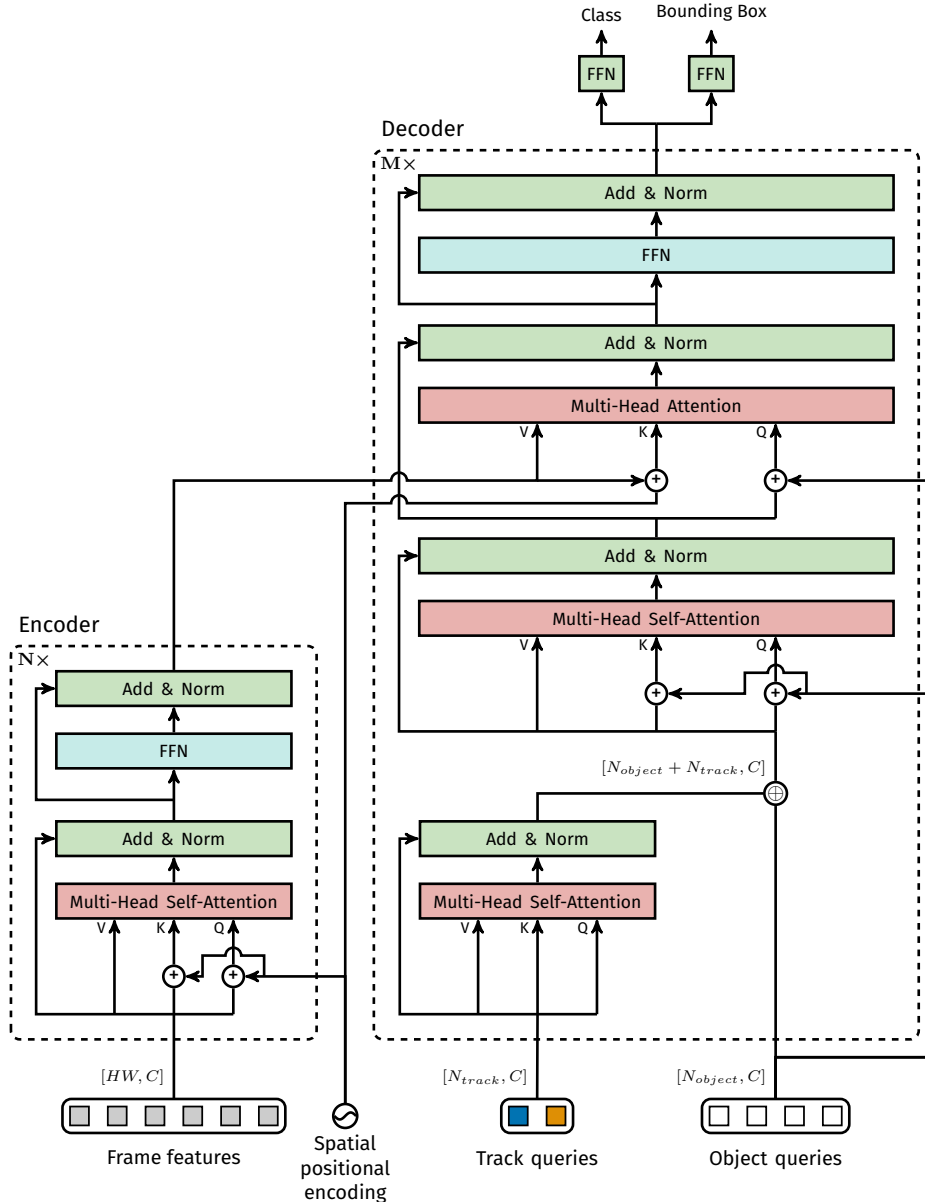 Class
Bounding Box
FFN
FFN
Decoder
M×
Add & Norm
FFN
Add & Norm
Multi-Head Attention
V
K
Q
+
+
Add & Norm
Multi-Head Self-Attention
V
K
Q
+
+
[N_object + N_track, C]
Add & Norm
Multi-Head Self-Attention
V
K
Q
Encoder
N×
Add & Norm
FFN
Add & Norm
Multi-Head Self-Attention
V
K
Q
+
+
[HW, C]
[N_track, C]
[N_object, C]
Frame features
Spatial
positional
encoding
Track queries
Object queries